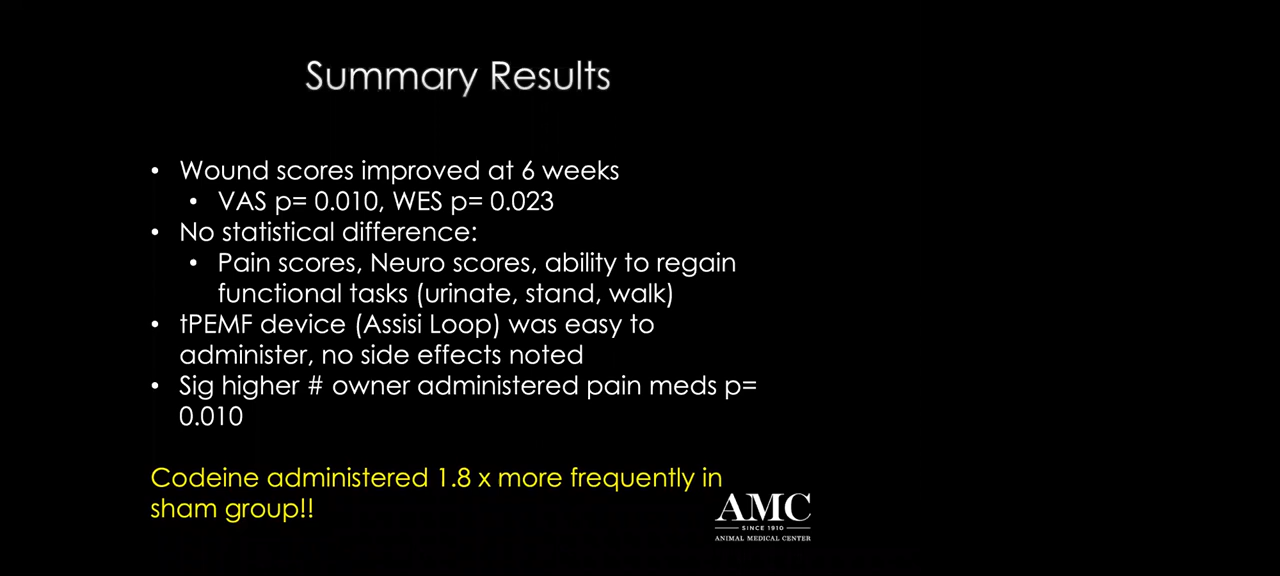 Summary Results
• Wound scores improved at 6 weeks
• VAS p= 0.010, WES p= 0.023
• No statistical difference:
• Pain scores, Neuro scores, ability to regain
functional tasks (urinate, stand, walk)
• tPEMF device (Assisi Loop) was easy to
administer, no side effects noted
• Sig higher # owner administered pain meds p=
0.010
Codeine administered 1.8 x more frequently in
sham group!!
AMC
SINCE 1910
ANIMAL MEDICAL CENTER